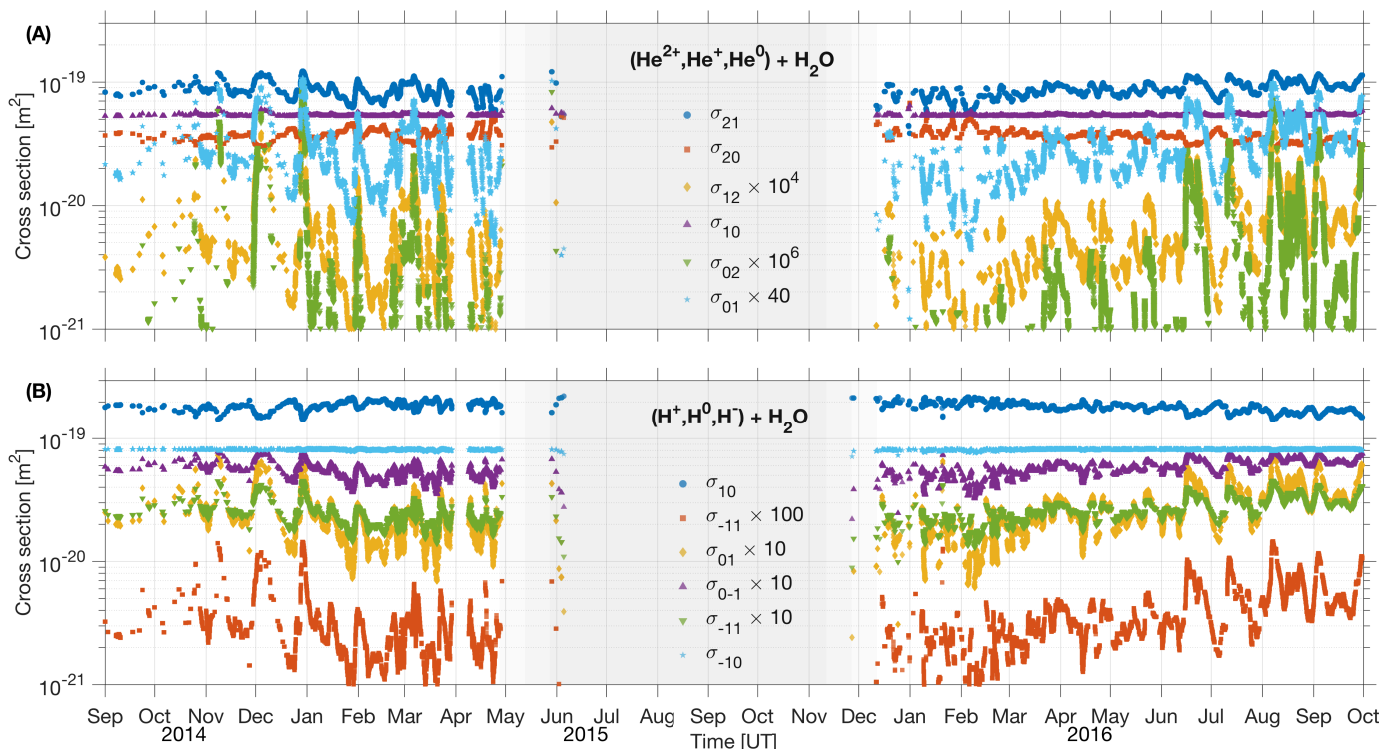 (A)
Cross section [m²]
10⁻¹⁹
10⁻²⁰
10⁻²¹
(He²⁺,He⁺,He⁰) + H₂O
σ₂₁
σ₂₀
σ₁₂ × 10⁴
σ₁₀
σ₀₂ × 10⁶
σ₀₁ × 40
(B)
Cross section [m²]
10⁻¹⁹
10⁻²⁰
10⁻²¹
(H⁺,H⁰,H⁻) + H₂O
σ₁₀
σ₋₁₁ × 100
σ₀₁ × 10
σ₀₋₁ × 10
σ₋₁₁ × 10
σ₋₁₀
Sep Oct Nov Dec Jan Feb Mar Apr May Jun Jul Aug Sep Oct Nov Dec Jan Feb Mar Apr May Jun Jul Aug Sep Oct
2014 2015 2016
Time [UT]